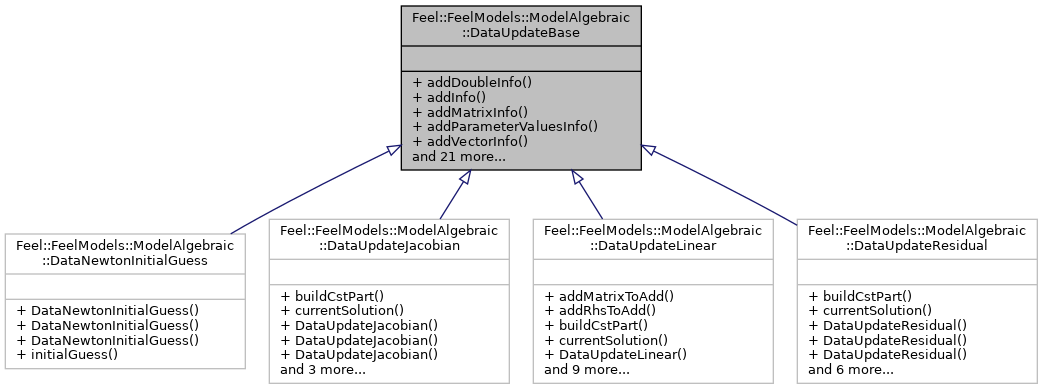 Feel::FeelModels::ModelAlgebraic
::DataUpdateBase
+ addDoubleInfo()
+ addInfo()
+ addMatrixInfo()
+ addParameterValuesInfo()
+ addVectorInfo()
and 21 more...
Feel::FeelModels::ModelAlgebraic
::DataNewtonInitialGuess
+ DataNewtonInitialGuess()
+ DataNewtonInitialGuess()
+ DataNewtonInitialGuess()
+ initialGuess()
Feel::FeelModels::ModelAlgebraic
::DataUpdateJacobian
+ buildCstPart()
+ currentSolution()
+ DataUpdateJacobian()
+ DataUpdateJacobian()
+ DataUpdateJacobian()
and 3 more...
Feel::FeelModels::ModelAlgebraic
::DataUpdateLinear
+ addMatrixToAdd()
+ addRhsToAdd()
+ buildCstPart()
+ currentSolution()
+ DataUpdateLinear()
and 9 more...
Feel::FeelModels::ModelAlgebraic
::DataUpdateResidual
+ buildCstPart()
+ currentSolution()
+ DataUpdateResidual()
+ DataUpdateResidual()
+ DataUpdateResidual()
and 6 more...